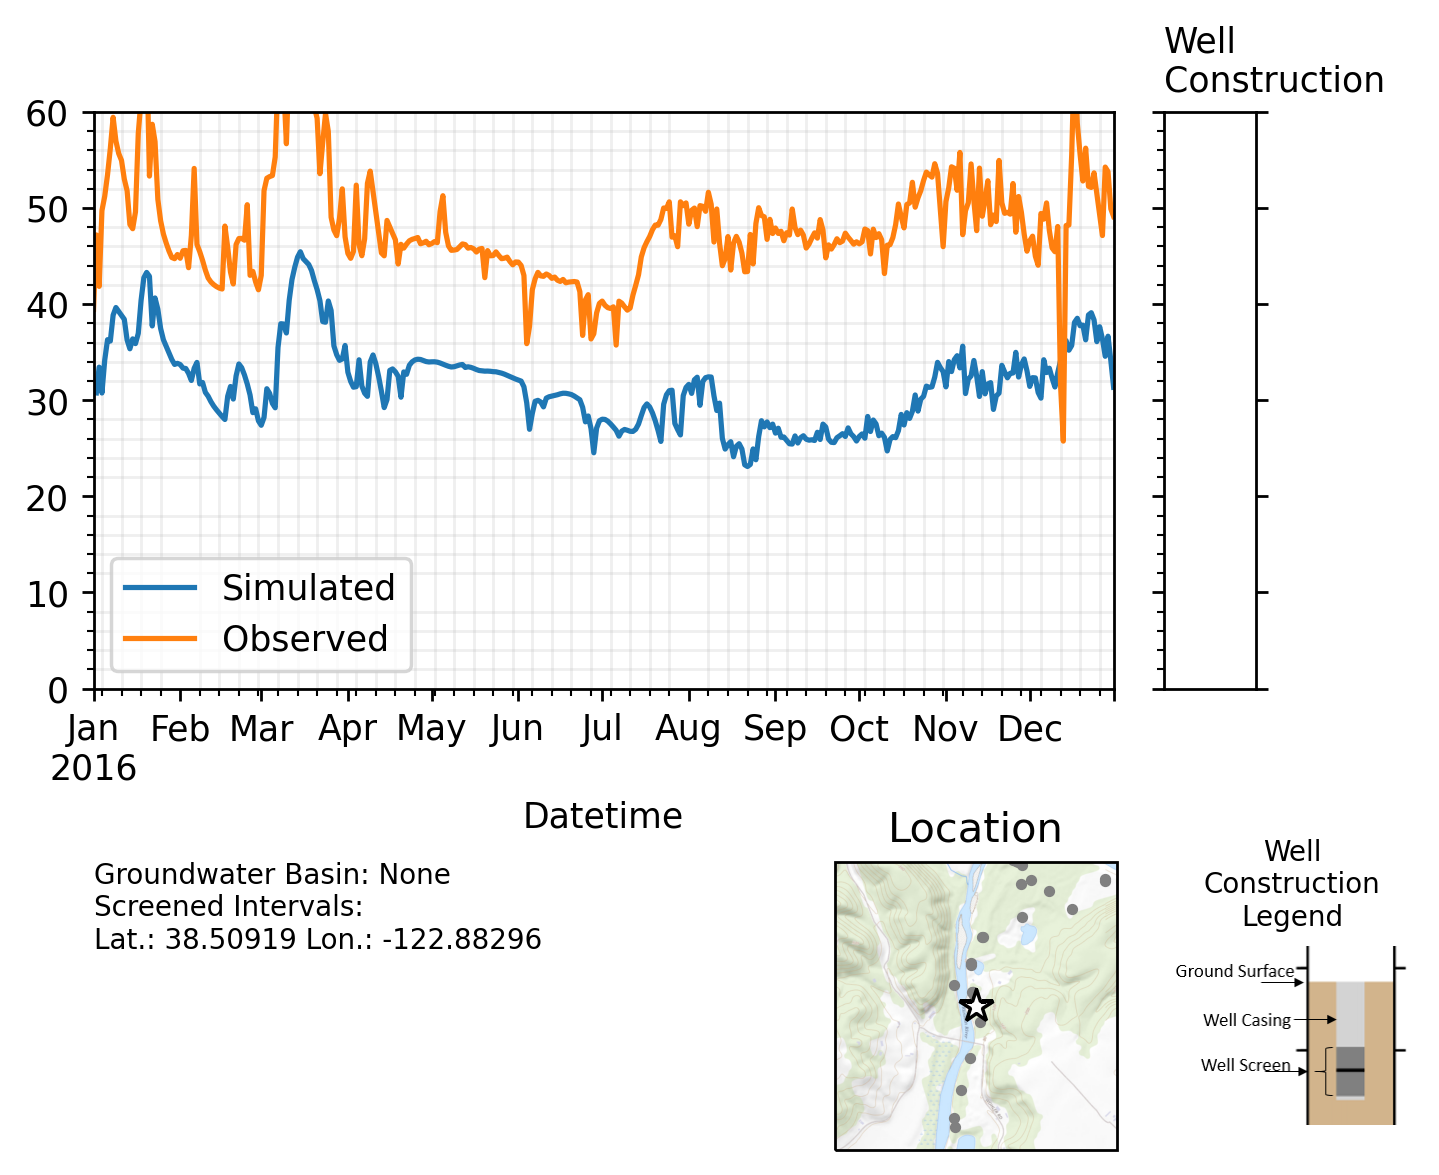 Well
Construction
60
50
40
30
20
10
0
Simulated
Observed
Jan Feb Mar Apr May Jun Jul Aug Sep Oct Nov Dec
2016
Datetime
Groundwater Basin: None
Screened Intervals:
Lat.: 38.50919 Lon.: -122.88296
Location
Well
Construction
Legend
Ground Surface
Well Casing
Well Screen